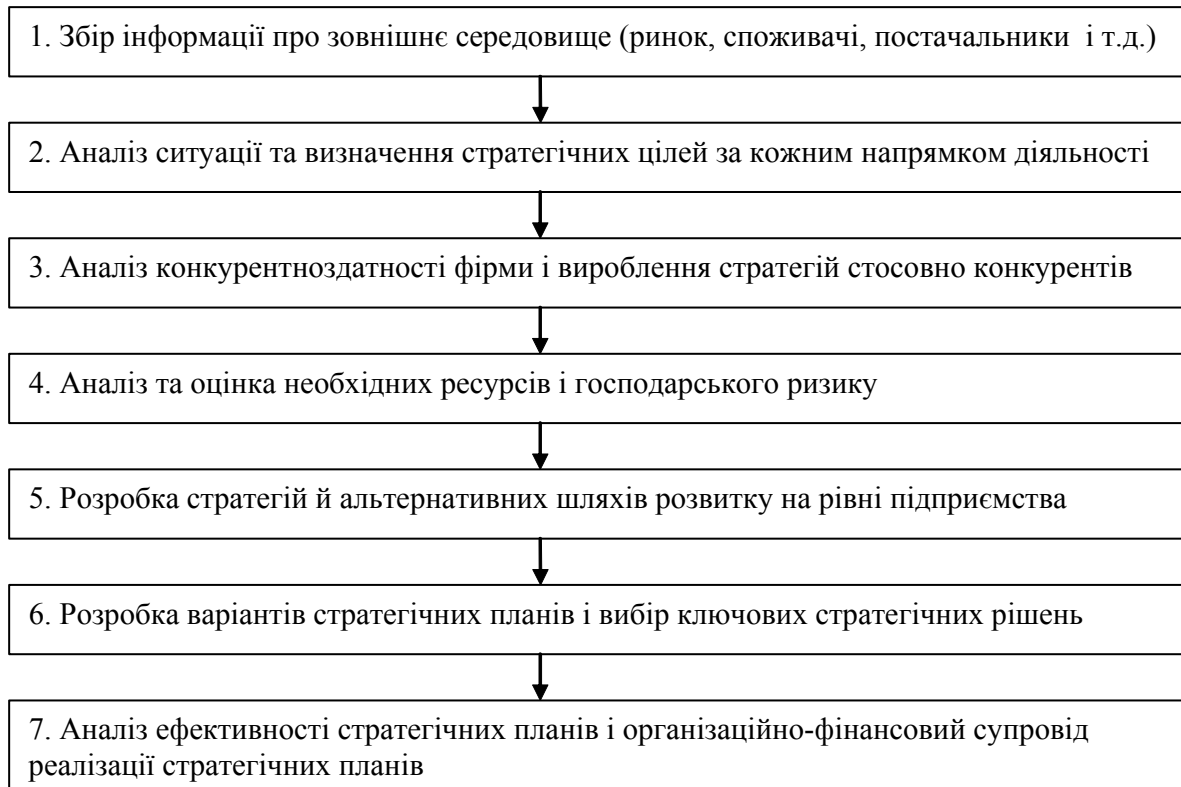 1. Збір інформації про зовнішнє середовище (ринок, споживачі, постачальники і т.д.)
2. Аналіз ситуації та визначення стратегічних цілей за кожним напрямком діяльності
3. Аналіз конкурентноздатності фірми і вироблення стратегій стосовно конкурентів
4. Аналіз та оцінка необхідних ресурсів і господарського ризику
5. Розробка стратегій й альтернативних шляхів розвитку на рівні підприємства
6. Розробка варіантів стратегічних планів і вибір ключових стратегічних рішень
7. Аналіз ефективності стратегічних планів і організаційно-фінансовий супровід
реалізації стратегічних планів